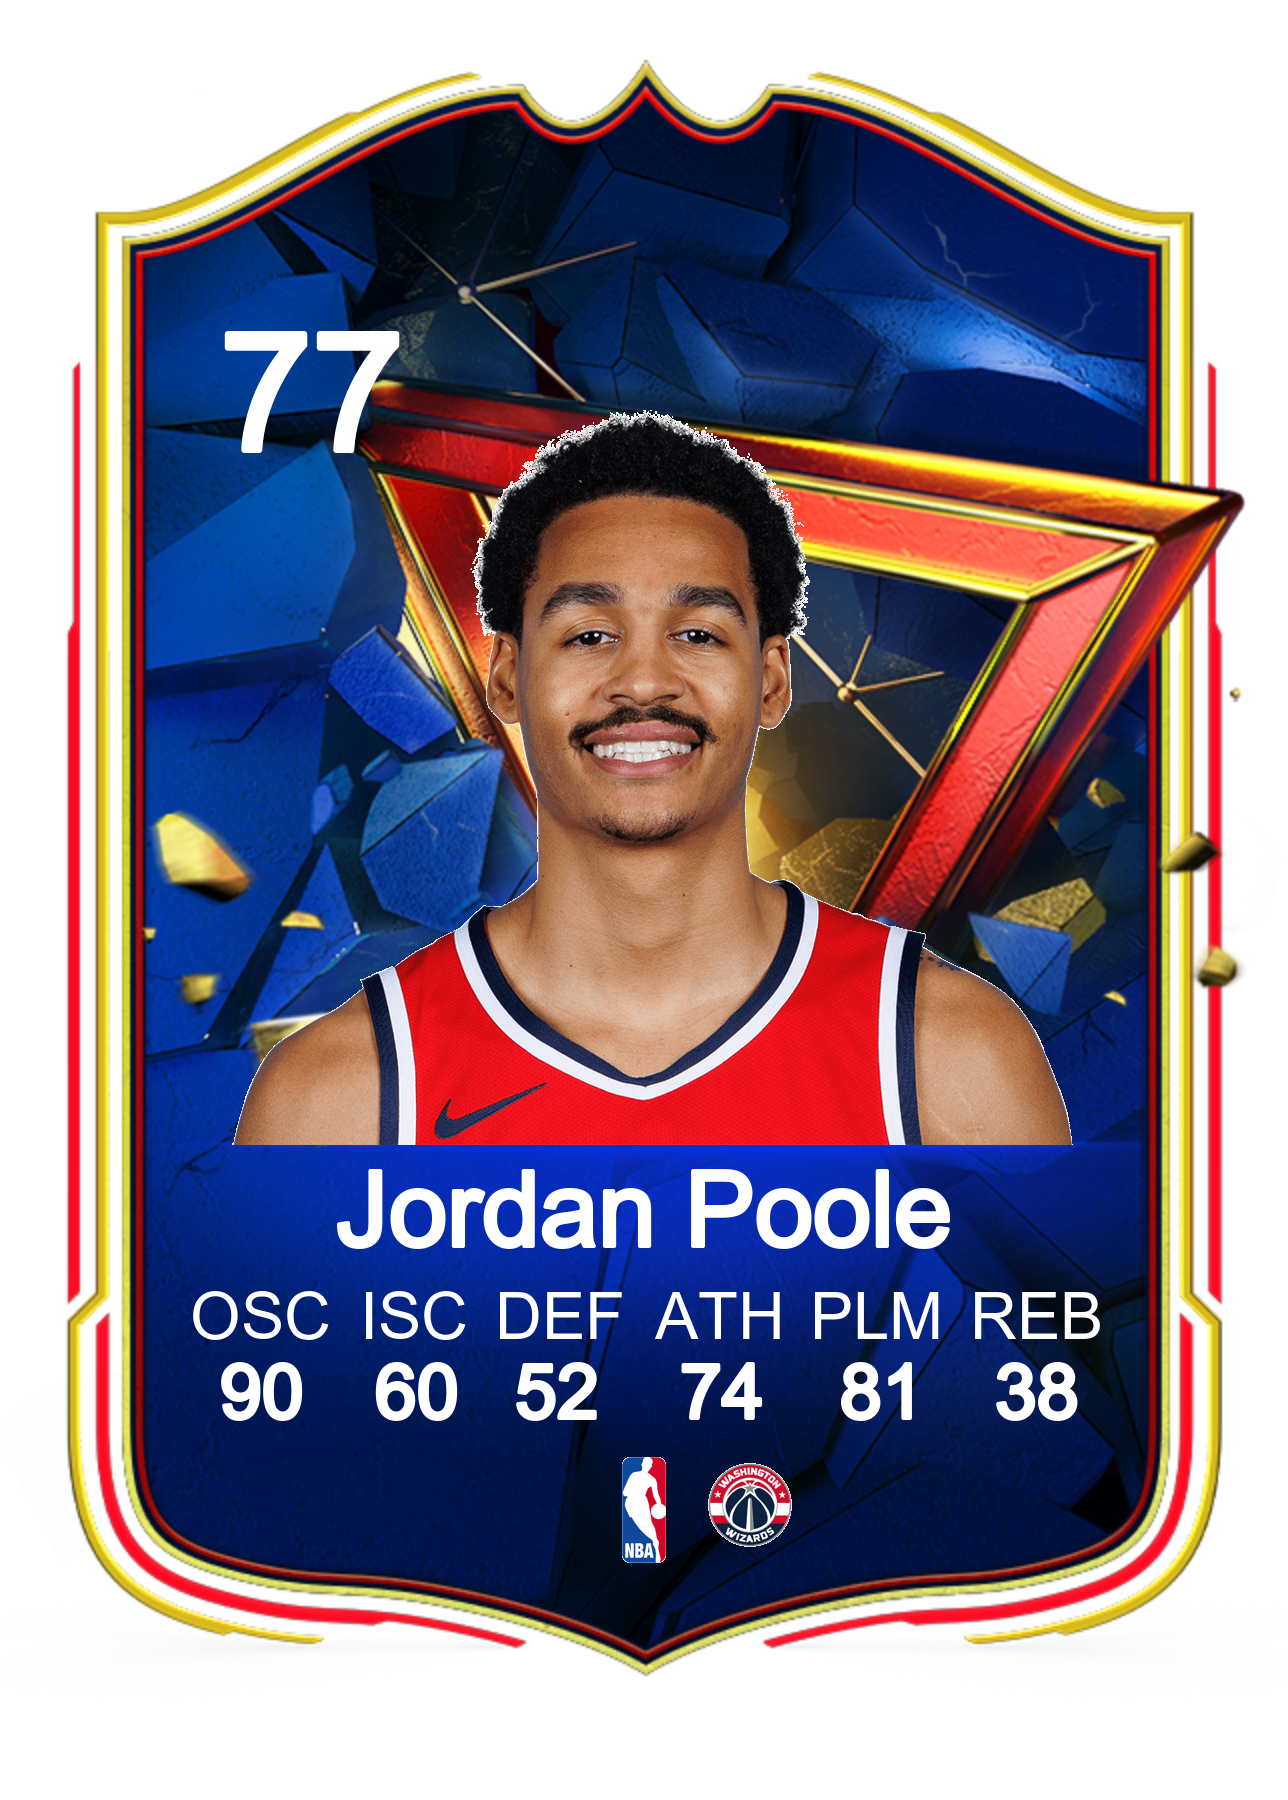 77
Jordan Poole
OSC ISC DEF ATH PLM REB
90 60 52 74 81 38
NBA
WASHINGTON
WIZARDS